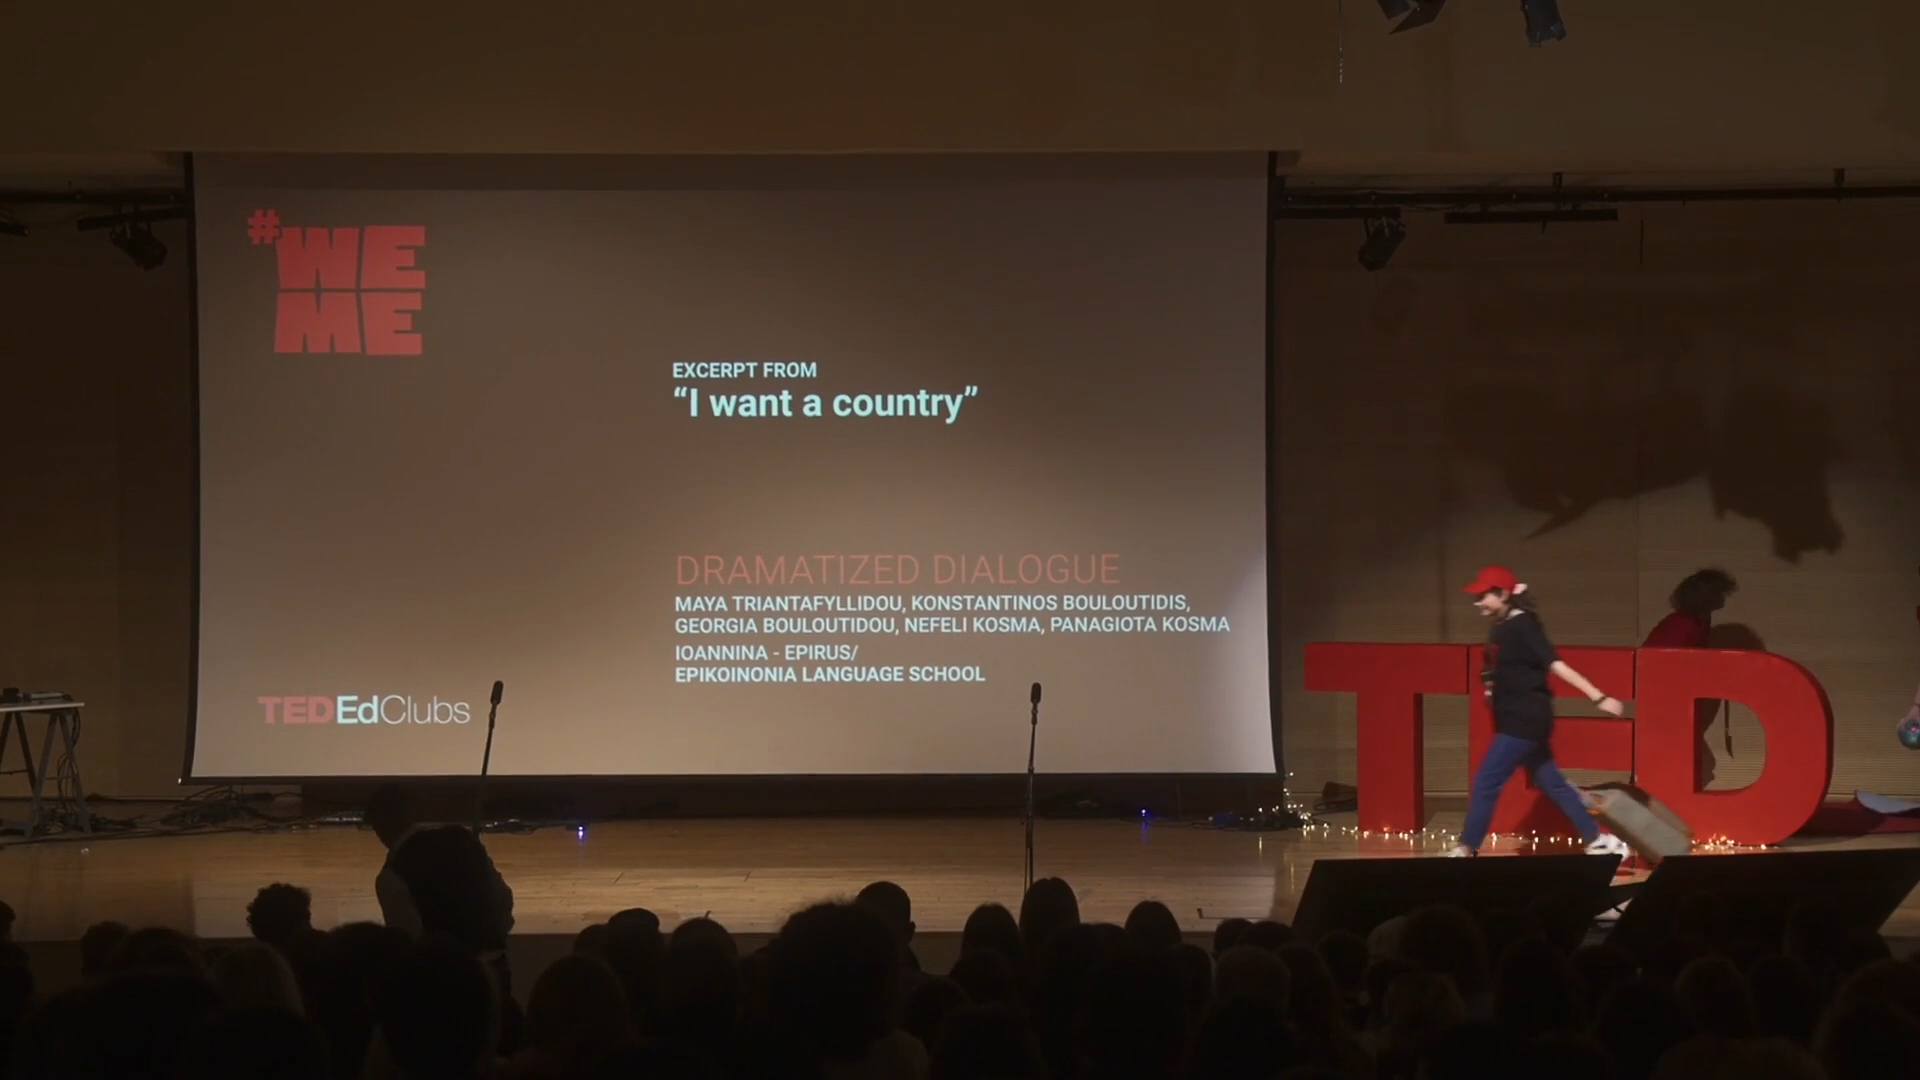 #WE
ME
EXCERPT FROM
“I want a country”
DRAMATIZED DIALOGUE
MAYA TRIANTAFYLLIDOU, KONSTANTINOS BOULOUTIDIS,
GEORGIA BOULOUTIDOU, NEFELI KOSMA, PANAGIOTA KOSMA
IOANNINA - EPIRUS/
EPIKOINONIA LANGUAGE SCHOOL
TEDEdClubs
TED